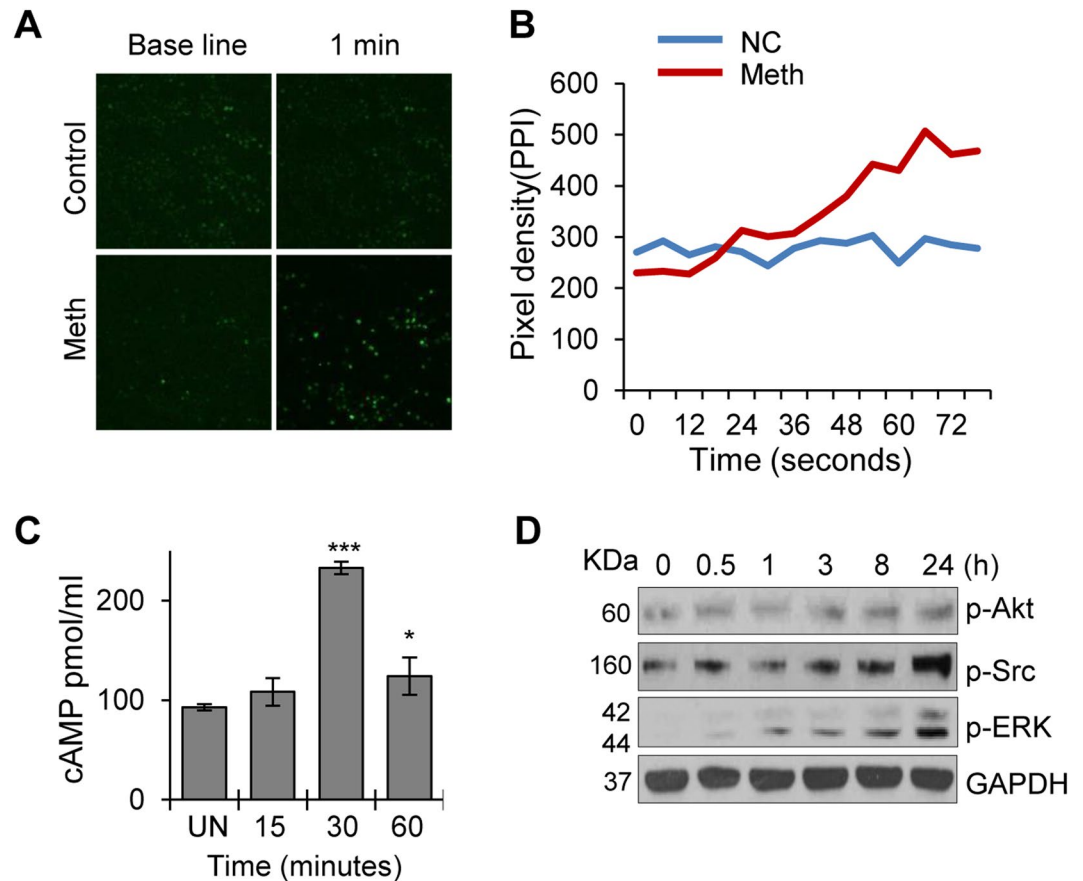 A
Base line
1 min
Control
Meth
B
NC
Meth
600
500
400
300
200
100
0
Pixel density(PPI)
0 12 24 36 48 60 72
Time (seconds)
C
***
*
200
100
0
cAMP pmol/ml
UN 15 30 60
Time (minutes)
D
KDa 0 0.5 1 3 8 24 (h)
60 p-Akt
160 p-Src
42
p-ERK
44
37 GAPDH